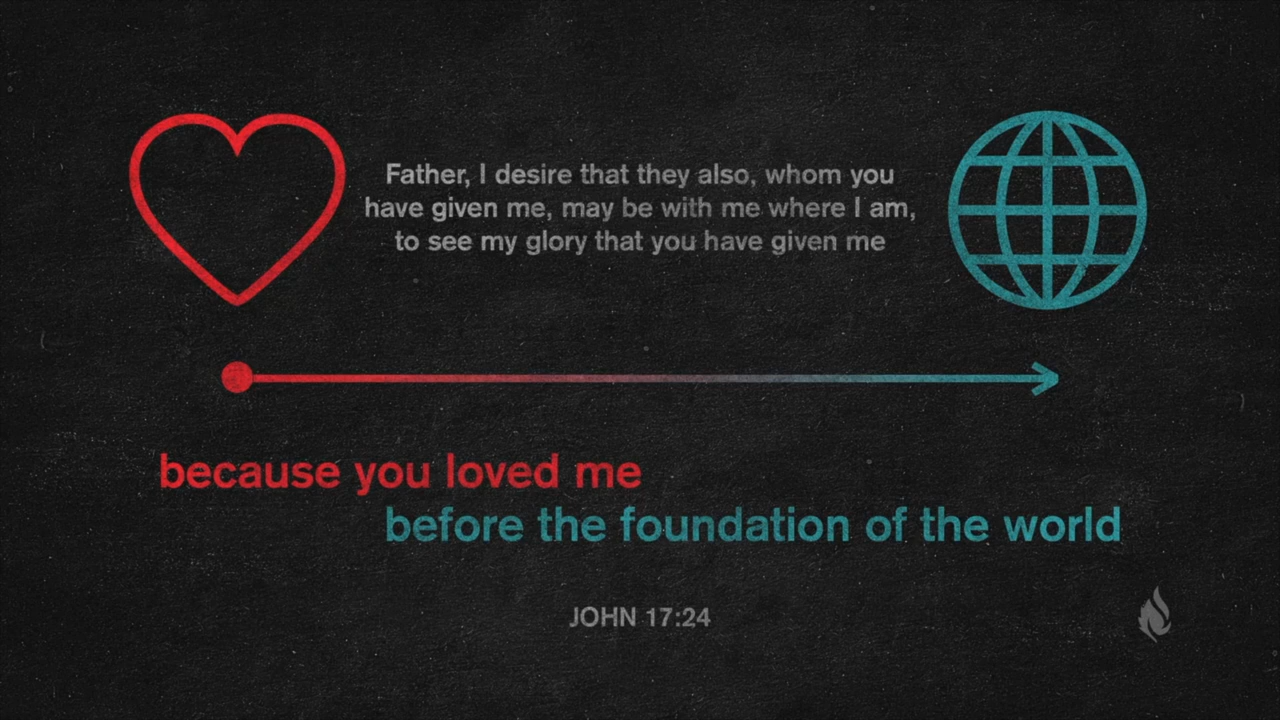 Father, I desire that they also, whom you
have given me, may be with me where I am,
to see my glory that you have given me
because you loved me
before the foundation of the world
JOHN 17:24